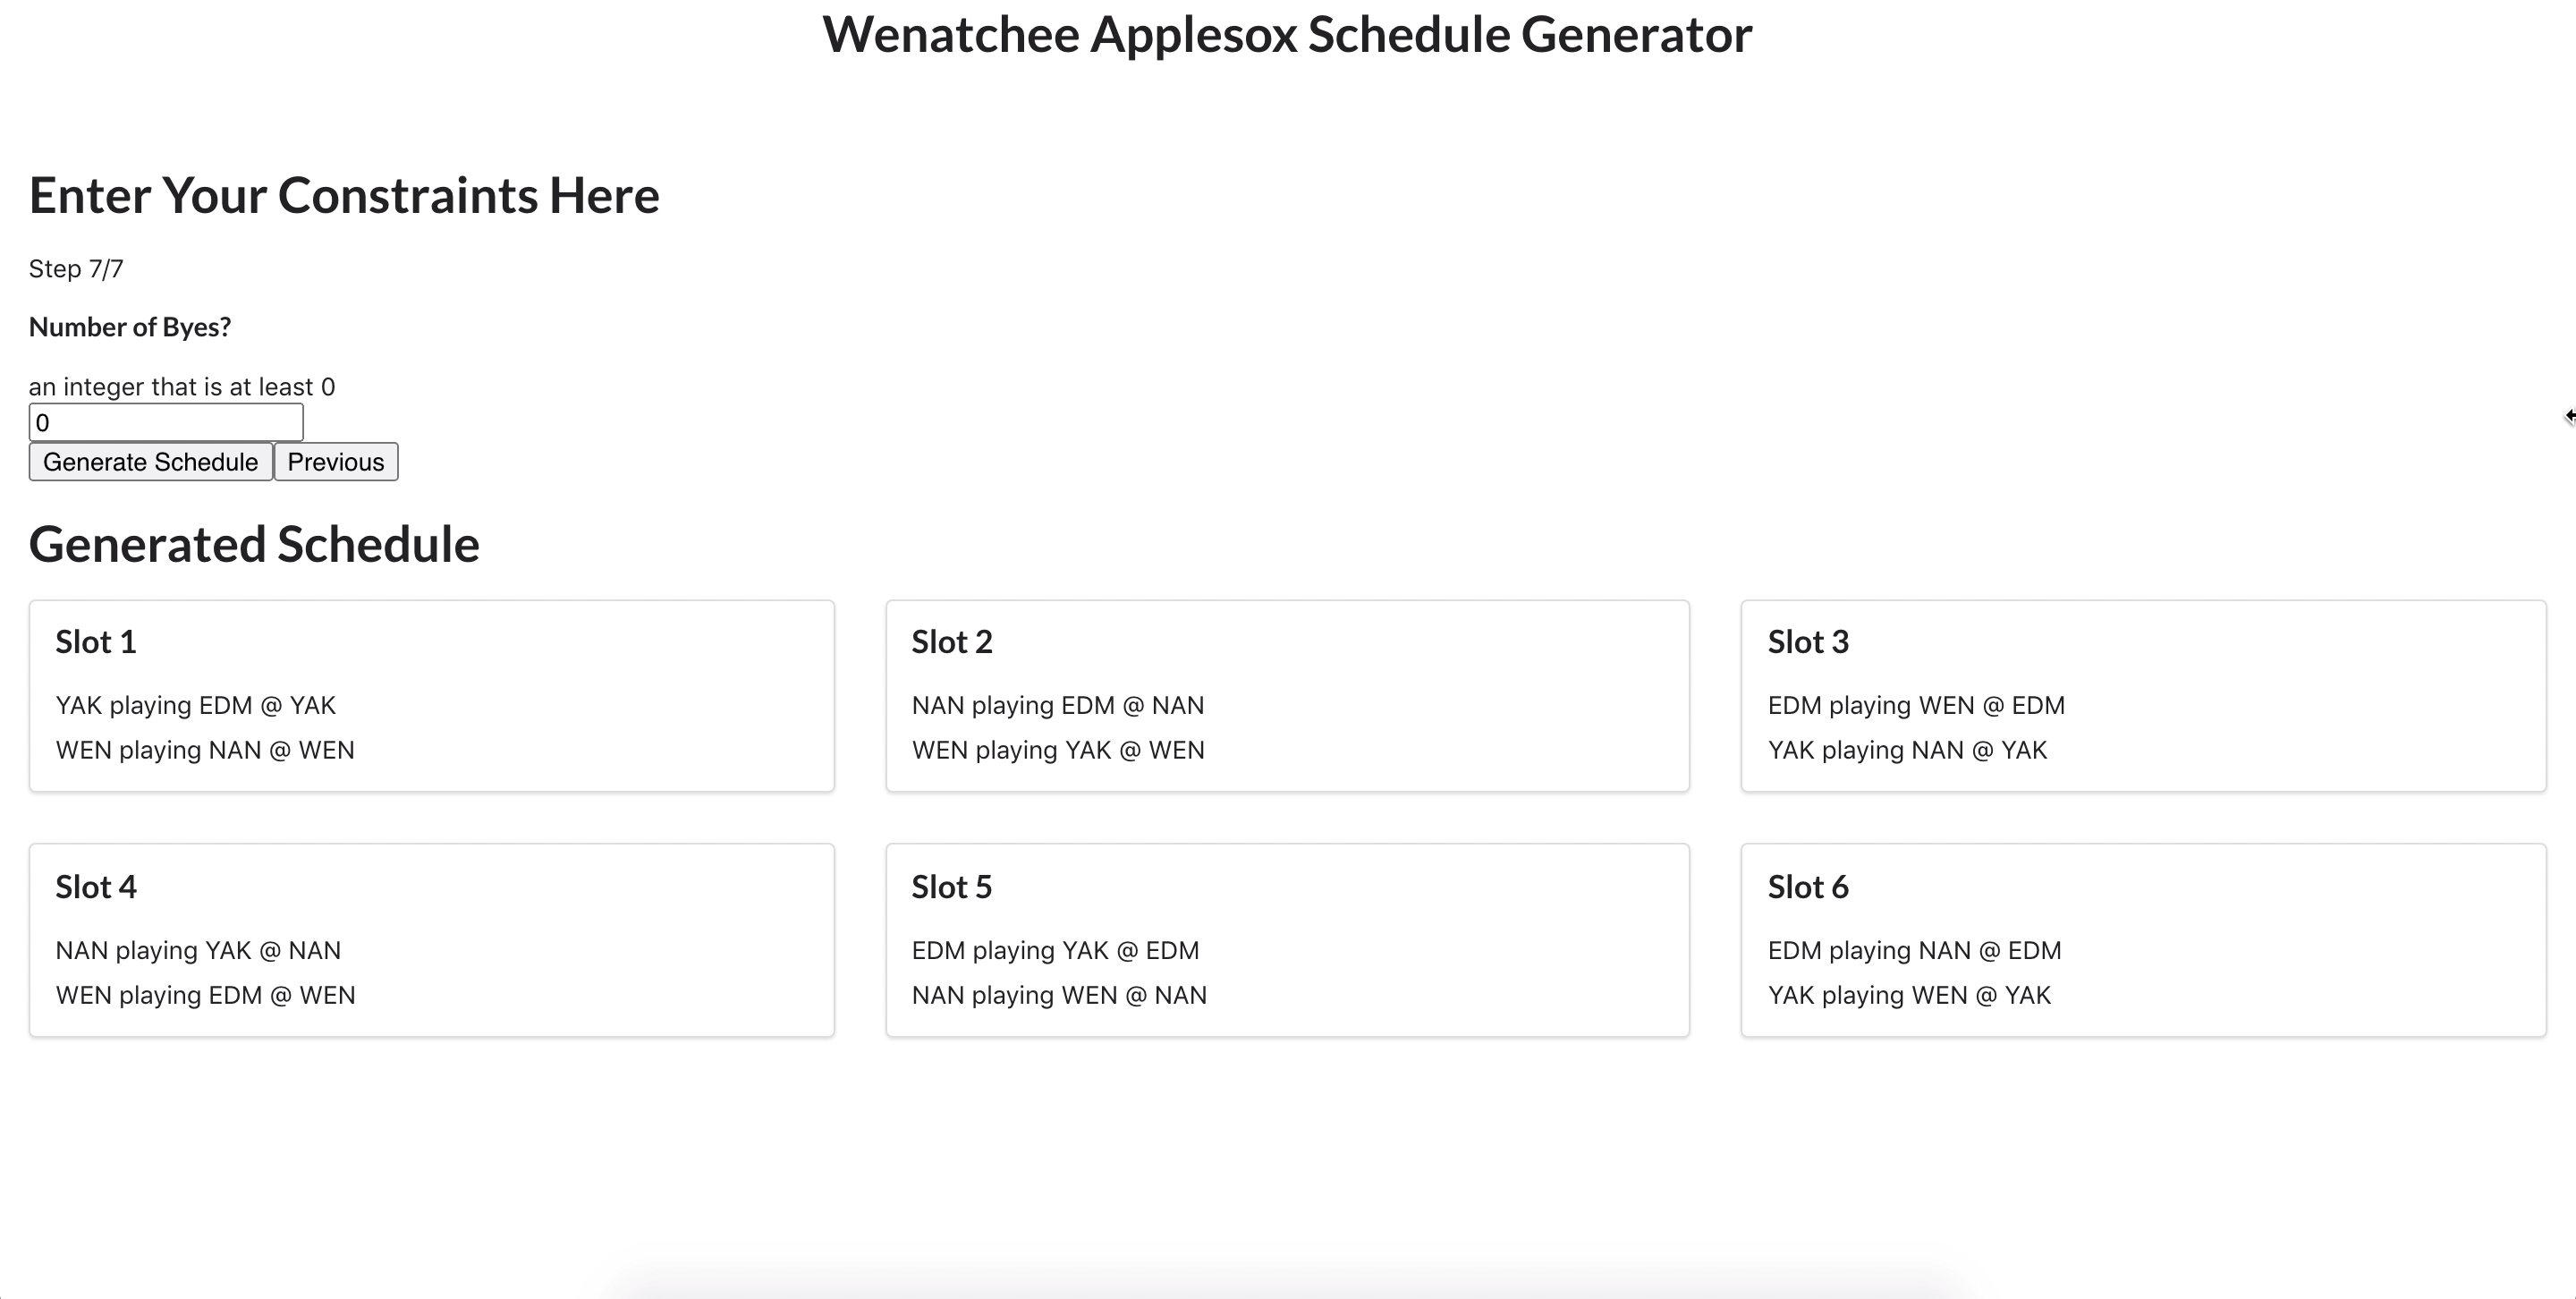 Wenatchee Applesox Schedule Generator
Enter Your Constraints Here
Step 7/7
Number of Byes?
an integer that is at least 0
0
Generate Schedule Previous
Generated Schedule
Slot 1
YAK playing EDM @ YAK
WEN playing NAN @ WEN
Slot 2
NAN playing EDM @ NAN
WEN playing YAK @ WEN
Slot 3
EDM playing WEN @ EDM
YAK playing NAN @ YAK
Slot 4
NAN playing YAK @ NAN
WEN playing EDM @ WEN
Slot 5
EDM playing YAK @ EDM
NAN playing WEN @ NAN
Slot 6
EDM playing NAN @ EDM
YAK playing WEN @ YAK